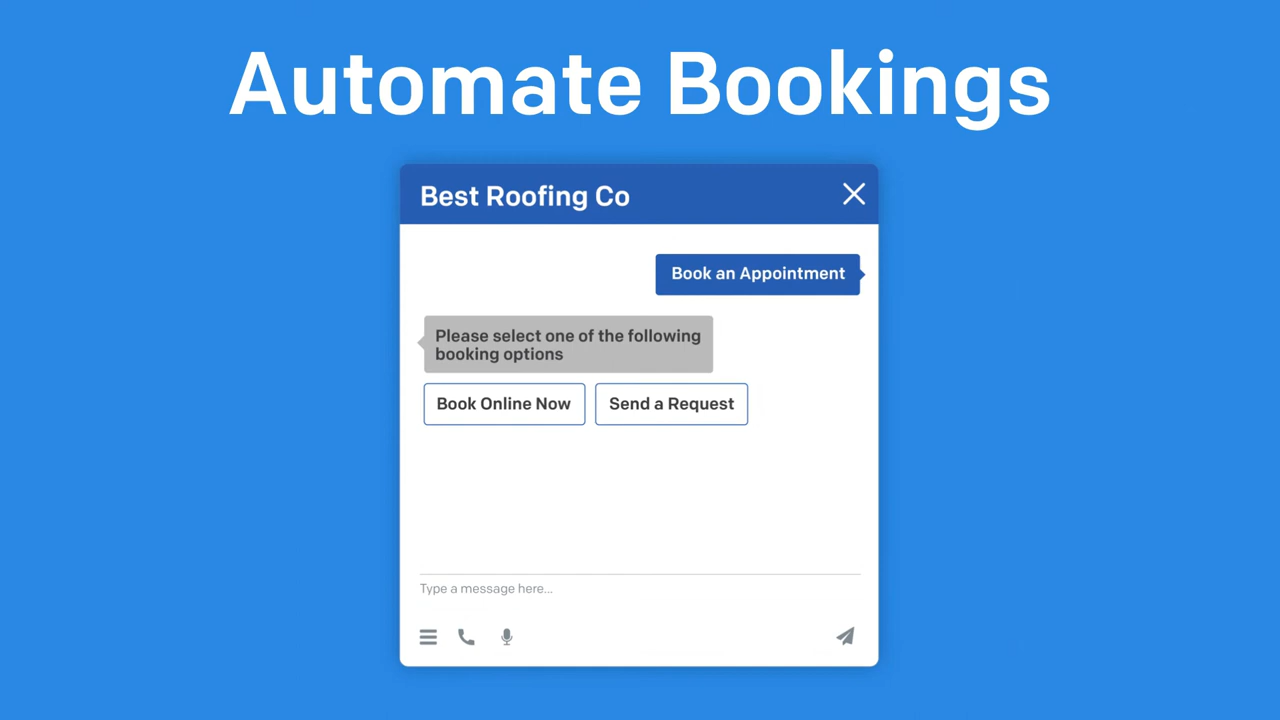 Automate Bookings
Best Roofing Co
Book an Appointment
Please select one of the following
booking options
Book Online Now
Send a Request
Type a message here...